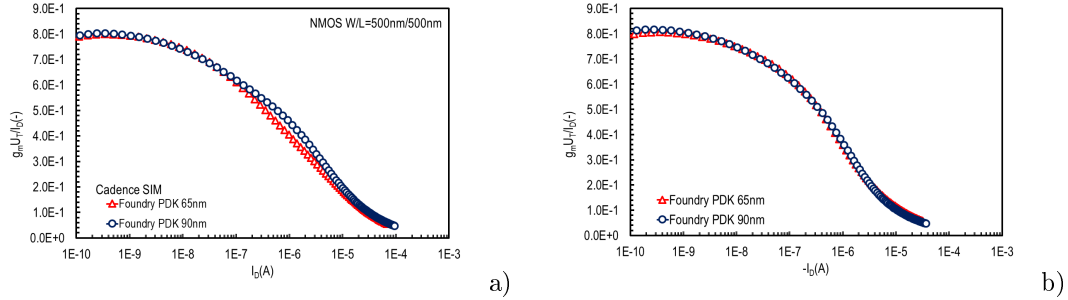 9.0E-1
8.0E-1
7.0E-1
6.0E-1
5.0E-1
4.0E-1
3.0E-1
2.0E-1
1.0E-1
0.0E+0
gmUT/ID(-)
NMOS W/L=500nm/500nm
Cadence SIM
Foundry PDK 65nm
Foundry PDK 90nm
1E-10 1E-9 1E-8 1E-7 1E-6 1E-5 1E-4 1E-3
ID(A)
a)
9.0E-1
8.0E-1
7.0E-1
6.0E-1
5.0E-1
4.0E-1
3.0E-1
2.0E-1
1.0E-1
0.0E+0
gmUT/ID(-)
Foundry PDK 65nm
Foundry PDK 90nm
1E-10 1E-9 1E-8 1E-7 1E-6 1E-5 1E-4 1E-3
-ID(A)
b)